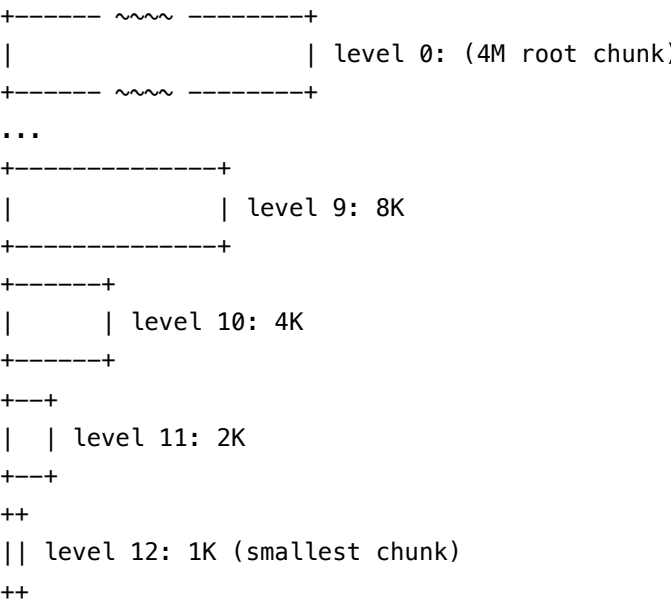 +------ ~~~~ --------+
|                    | level 0: (4M root chunk)
+------ ~~~~ --------+
...
+--------------+
|              | level 9: 8K
+--------------+
+------+
|      | level 10: 4K
+------+
+--+
|  | level 11: 2K
+--+
++
|| level 12: 1K (smallest chunk)
++